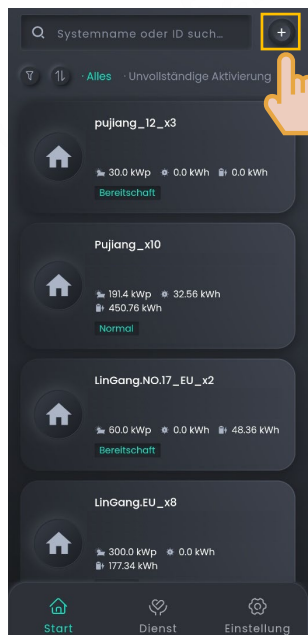 Systemname oder ID such...
+
· Alles · Unvollständige Aktivierung
pujiang_12_x3
30.0 kWp 0.0 kWh 0.0 kWh
Bereitschaft
Pujiang_x10
191.4 kWp 32.56 kWh
450.76 kWh
Normal
LinGang.NO.17_EU_x2
60.0 kWp 0.0 kWh 48.36 kWh
Bereitschaft
LinGang.EU_x8
300.0 kWp 0.0 kWh
177.34 kWh
Start Dienst Einstellung